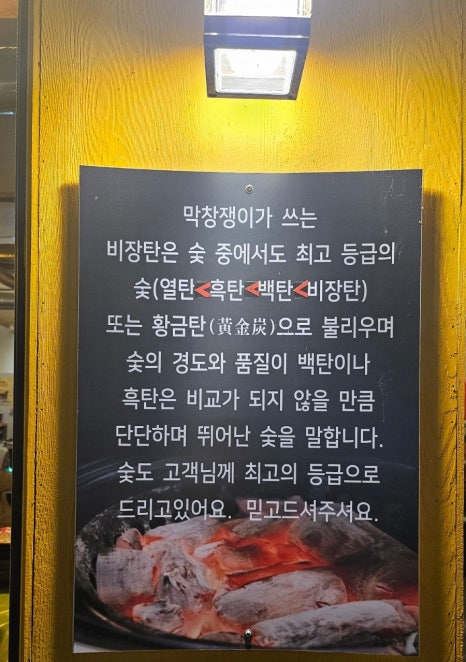 막창쟁이가 쓰는
비장탄은 숯 중에서도 최고 등급의
숯(열탄<흑탄<백탄<비장탄)
또는 황금탄(黃金炭)으로 불리우며
숯의 경도와 품질이 백탄이나
흑탄은 비교가 되지 않을 만큼
단단하며 뛰어난 숯을 말합니다.
숯도 고객님께 최고의 등급으로
드리고있어요. 믿고드셔주셔요.